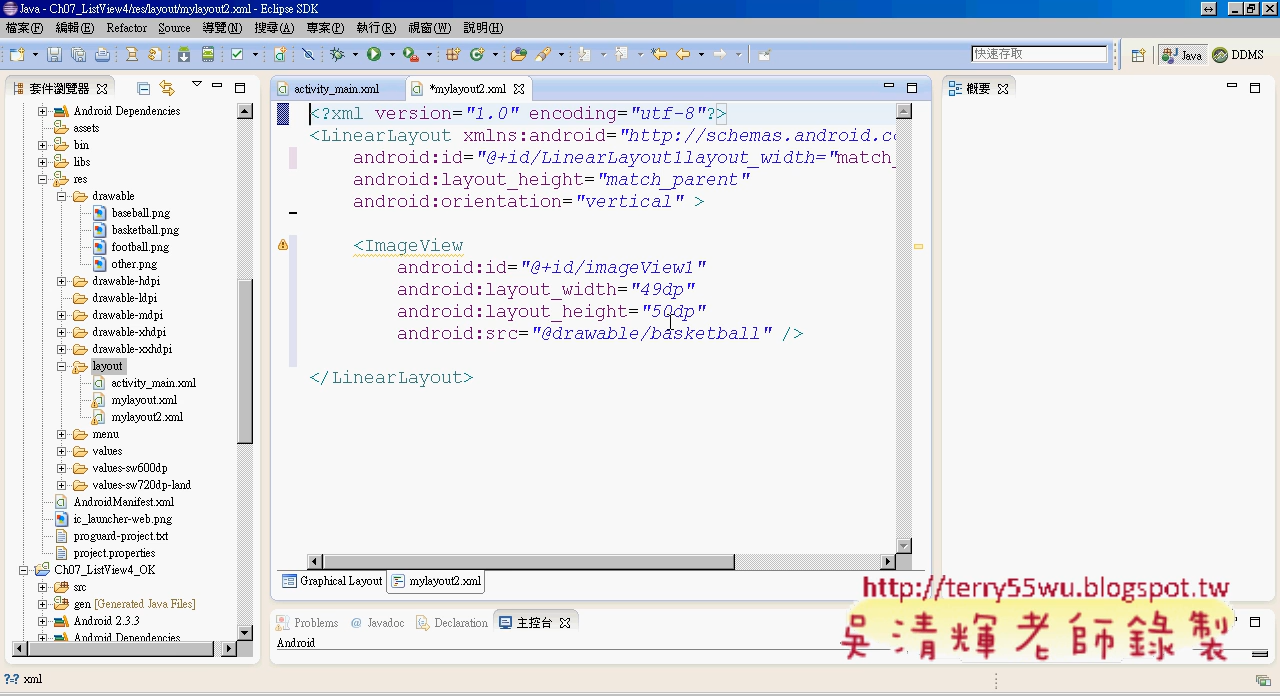 Java - Ch07_ListView4/res/layout/mylayout2.xml - Eclipse SDK
檔案(F) 編輯(E) Refactor Source 導覽(N) 搜尋(A) 專案(P) 執行(R) 視窗(W) 說明(H)
快速存取 Java DDMS
套件瀏覽器
Android Dependencies
assets
bin
libs
res
drawable
baseball.png
basketball.png
football.png
other.png
drawable-hdpi
drawable-ldpi
drawable-mdpi
drawable-xhdpi
drawable-xxhdpi
layout
activity_main.xml
mylayout.xml
mylayout2.xml
menu
values
values-sw600dp
values-sw720dp-land
AndroidManifest.xml
ic_launcher-web.png
proguard-project.txt
project.properties
Ch07_ListView4_OK
src
gen [Generated Java Files]
Android 2.3.3
Android Dependencies
activity_main.xml *mylayout2.xml
<?xml version="1.0" encoding="utf-8"?>
<LinearLayout xmlns:android="http://schemas.android.co
android:id="@+id/LinearLayout1layout_width="match_
android:layout_height="match_parent"
android:orientation="vertical" >
<ImageView
android:id="@+id/imageView1"
android:layout_width="49dp"
android:layout_height="50dp"
android:src="@drawable/basketball" />
</LinearLayout>
Graphical Layout mylayout2.xml
概要
Problems @ Javadoc Declaration 主控台
Android
http://terry55wu.blogspot.tw
吳清輝老師錄製
xml